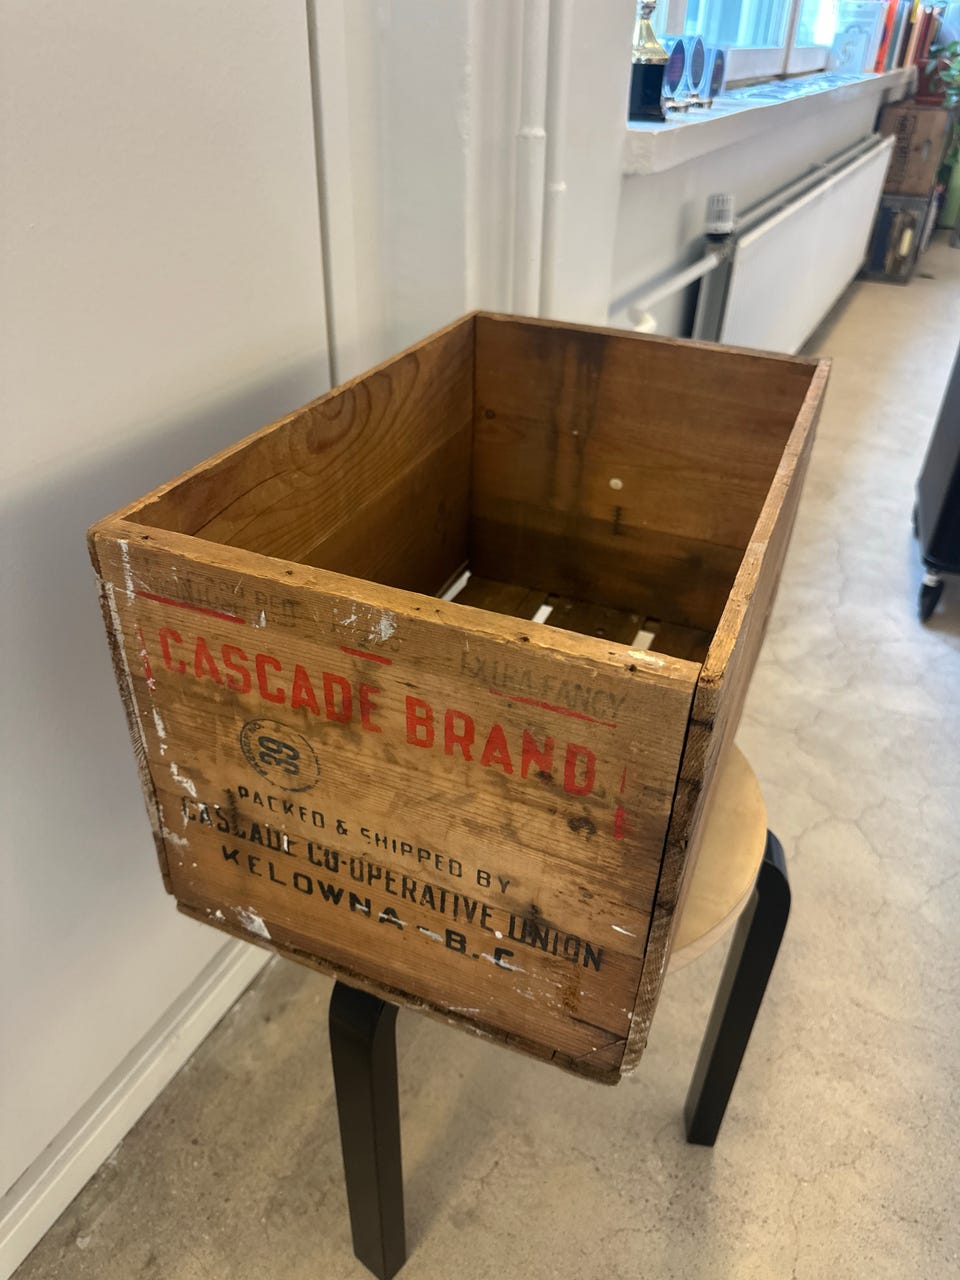 EXTRA FANCY
CASCADE BRAND
39
PACKED & SHIPPED BY
CASCADE CO-OPERATIVE UNION
KELOWNA - B.C